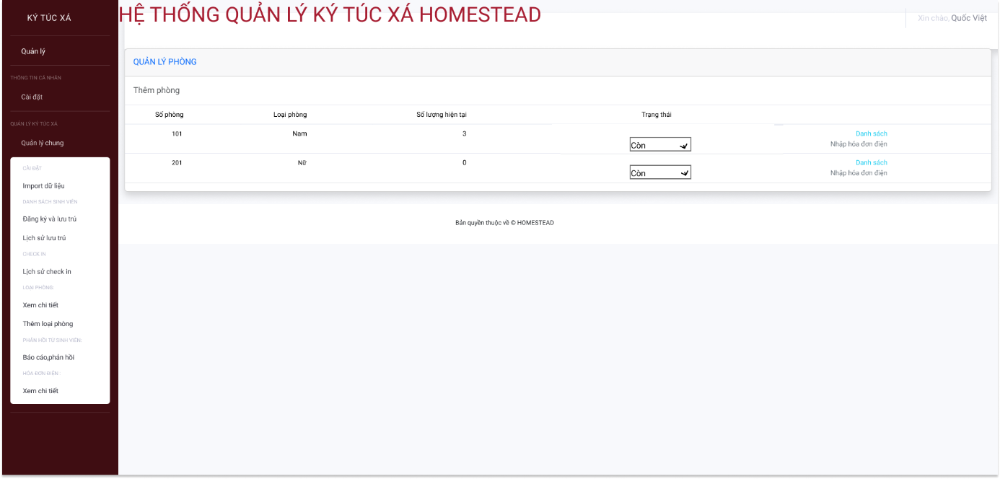 KÝ TÚC XÁ
HỆ THỐNG QUẢN LÝ KÝ TÚC XÁ HOMESTEAD
Xin chào, Quốc Việt
Quản lý
THÔNG TIN CÁ NHÂN
Cài đặt
QUẢN LÝ KÝ TÚC XÁ
Quản lý chung
CÀI ĐẶT
Import dữ liệu
DANH SÁCH SINH VIÊN
Đăng ký và lưu trú
Lịch sử lưu trú
CHECK IN
Lịch sử check in
LOẠI PHÒNG:
Xem chi tiết
Thêm loại phòng
PHẢN HỒI TỪ SINH VIÊN:
Báo cáo,phản hồi
HÓA ĐƠN ĐIỆN :
Xem chi tiết
QUẢN LÝ PHÒNG
Thêm phòng
Số phòng Loại phòng Số lượng hiện tại Trạng thái
101 Nam 3 Còn Danh sách
Nhập hóa đơn điện
201 Nữ 0 Còn Danh sách
Nhập hóa đơn điện
Bản quyền thuộc về © HOMESTEAD